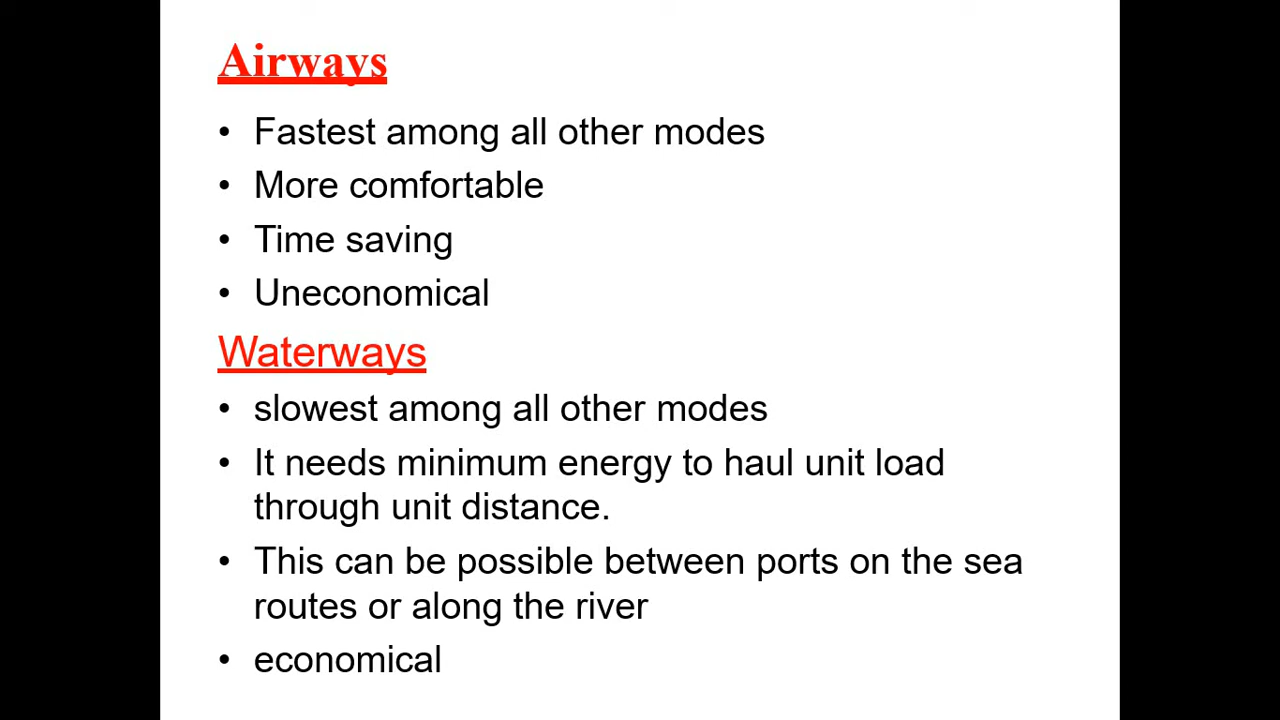 Airways
• Fastest among all other modes
• More comfortable
• Time saving
• Uneconomical
Waterways
• slowest among all other modes
• It needs minimum energy to haul unit load
through unit distance.
• This can be possible between ports on the sea
routes or along the river
• economical